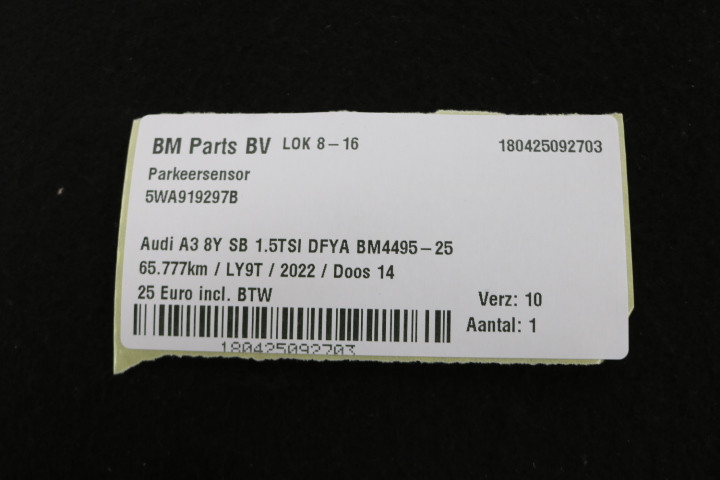 BM Parts BV LOK 8-16 180425092703
Parkeersensor
5WA919297B
Audi A3 8Y SB 1.5TSI DFYA BM4495-25
65.777km / LY9T / 2022 / Doos 14
25 Euro incl. BTW Verz: 10
Aantal: 1
180425092703